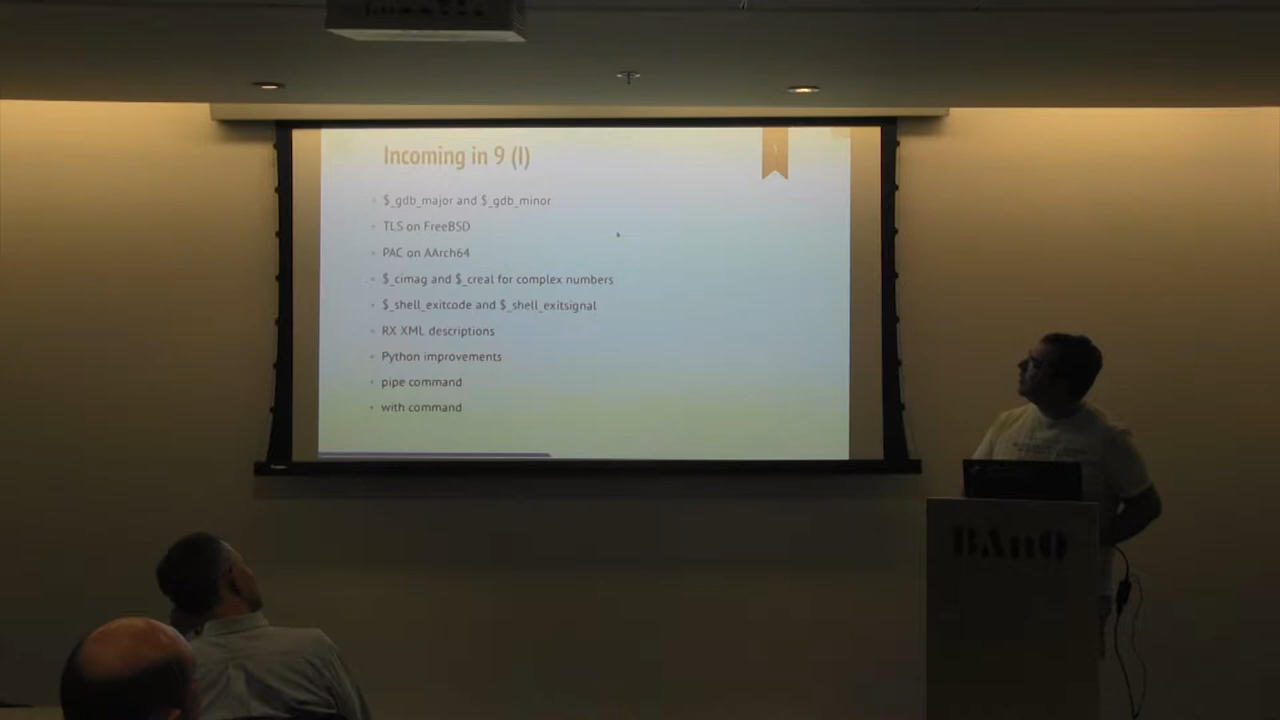 Incoming in 9 (I)
$_gdb_major and $_gdb_minor
TLS on FreeBSD
PAC on AArch64
$_cimag and $_creal for complex numbers
$_shell_exitcode and $_shell_exitsignal
RX XML descriptions
Python improvements
pipe command
with command
BAnQ